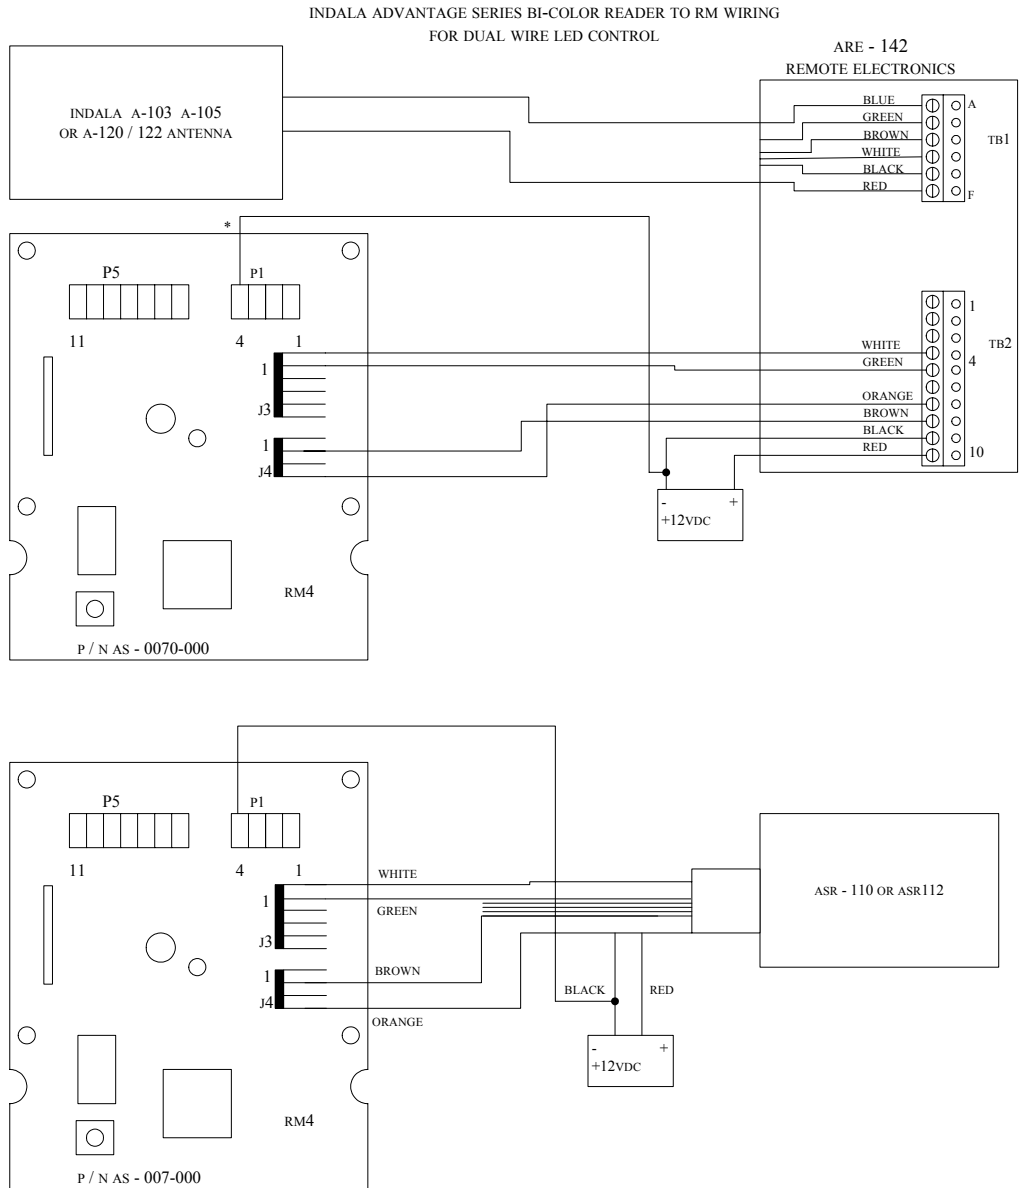 INDALA ADVANTAGE SERIES BI-COLOR READER TO RM WIRING
FOR DUAL WIRE LED CONTROL
ARE - 142
REMOTE ELECTRONICS
INDALA A-103 A-105
OR A-120 / 122 ANTENNA
BLUE
GREEN
BROWN
WHITE
BLACK
RED
A
TB1
F
*
P5
P1
11
4
1
1
J3
1
J4
WHITE
GREEN
ORANGE
BROWN
BLACK
RED
1
TB2
4
10
- +
+12VDC
RM4
P / N AS - 0070-000
P5
P1
11
4
1
1
J3
1
J4
WHITE
GREEN
BROWN
ORANGE
BLACK
RED
ASR - 110 OR ASR112
- +
+12VDC
RM4
P / N AS - 007-000